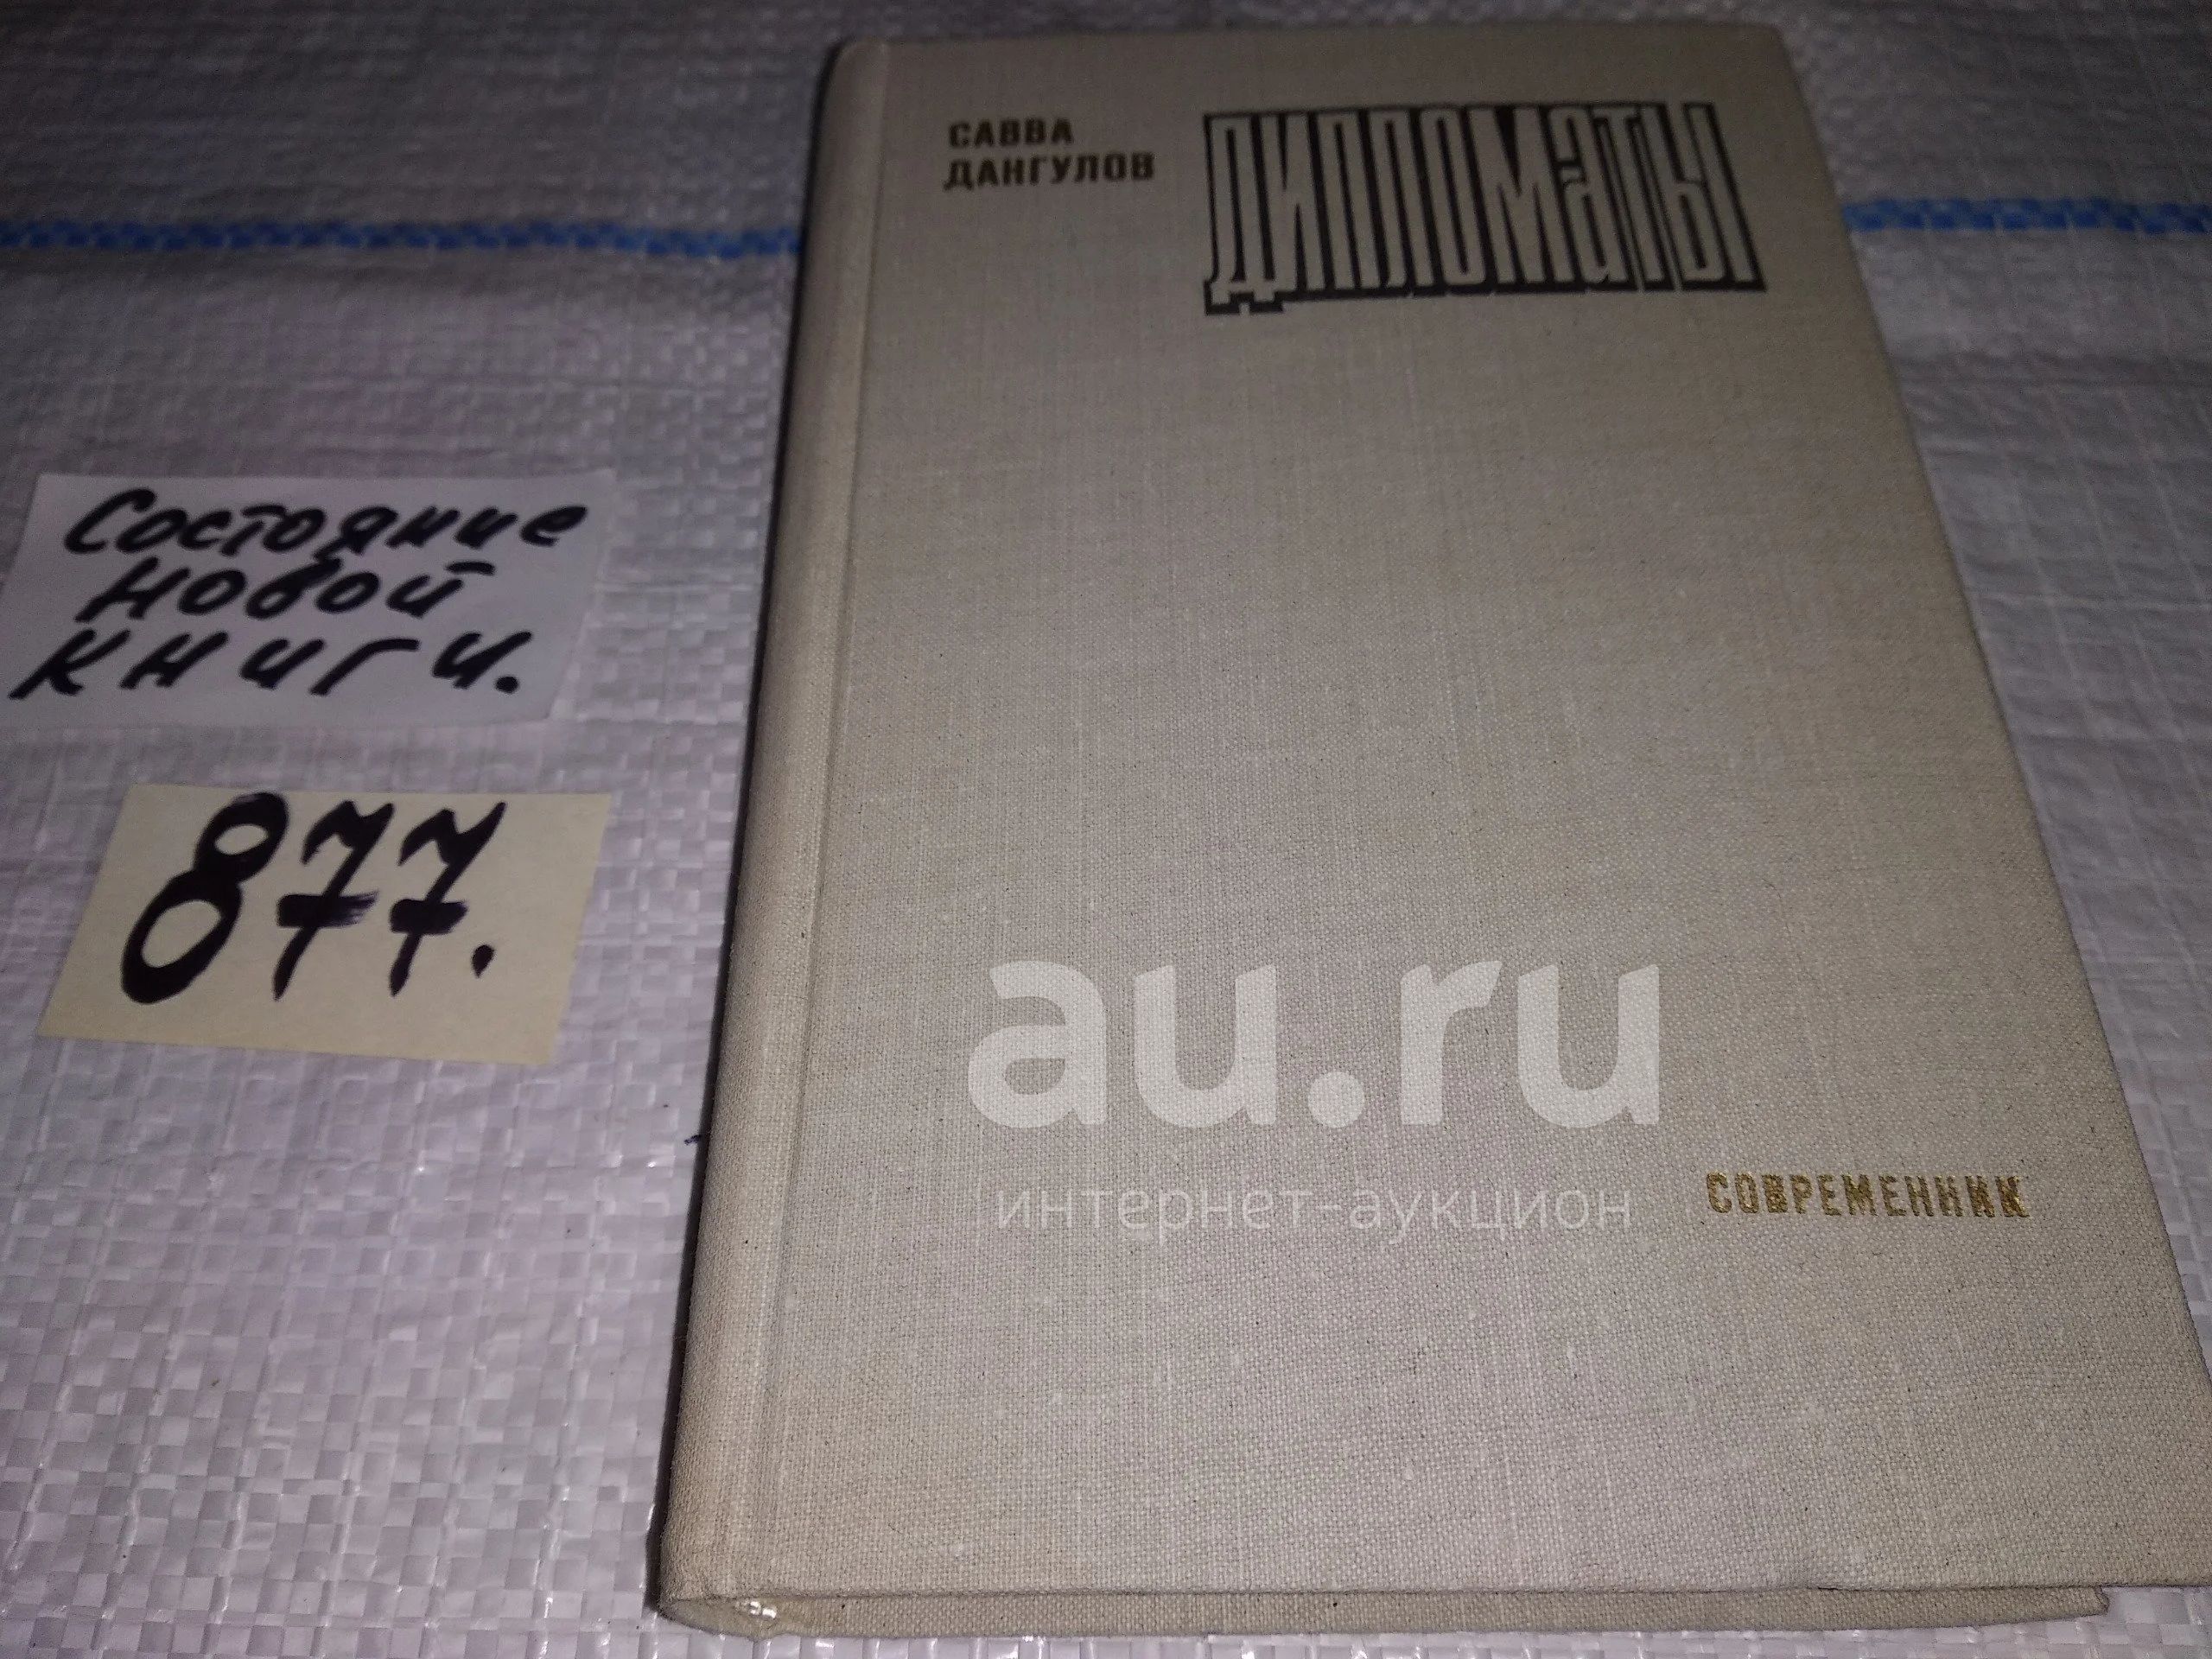 САВВА
ДАНГУЛОВ
ДИПЛОМАТЫ
Состояние
новой
книги.
877.
au.ru
интернет-аукцион
СОВРЕМЕННИК